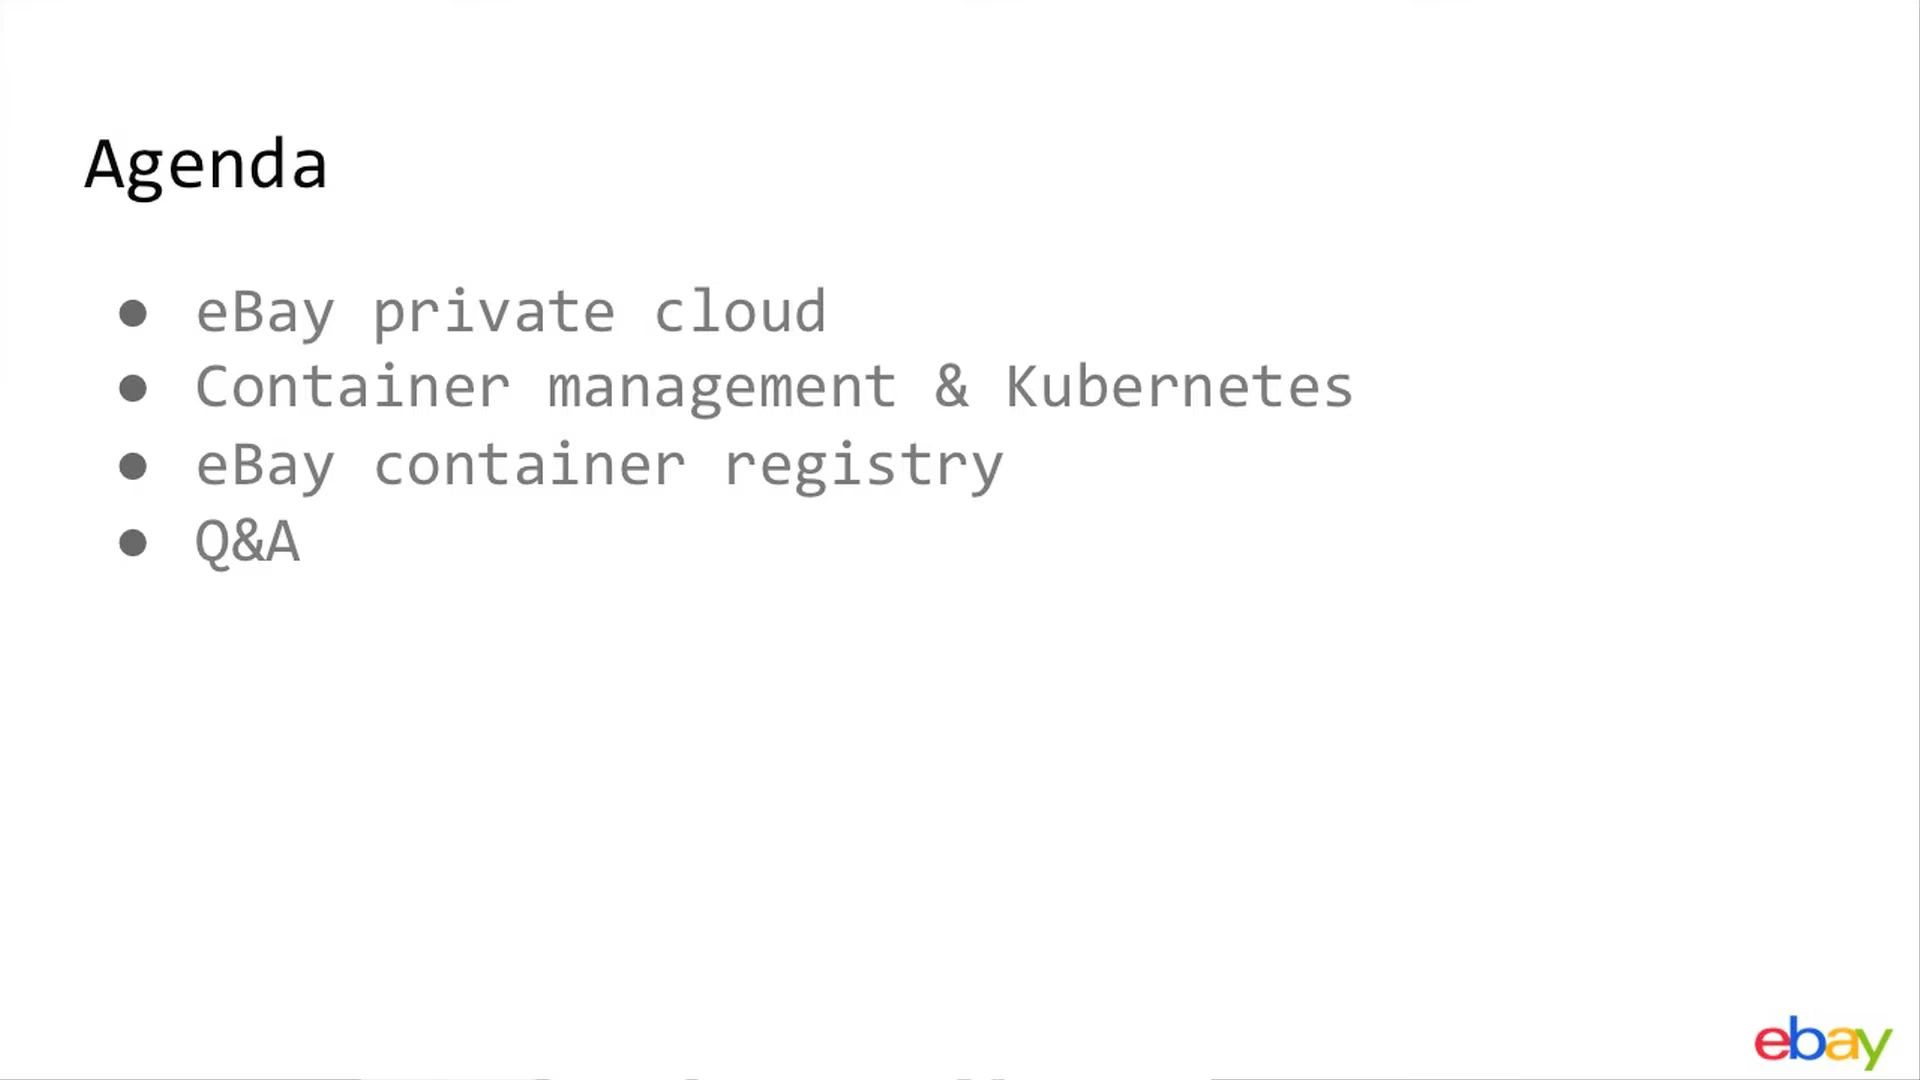 Agenda
● eBay private cloud
● Container management & Kubernetes
● eBay container registry
● Q&A
ebay